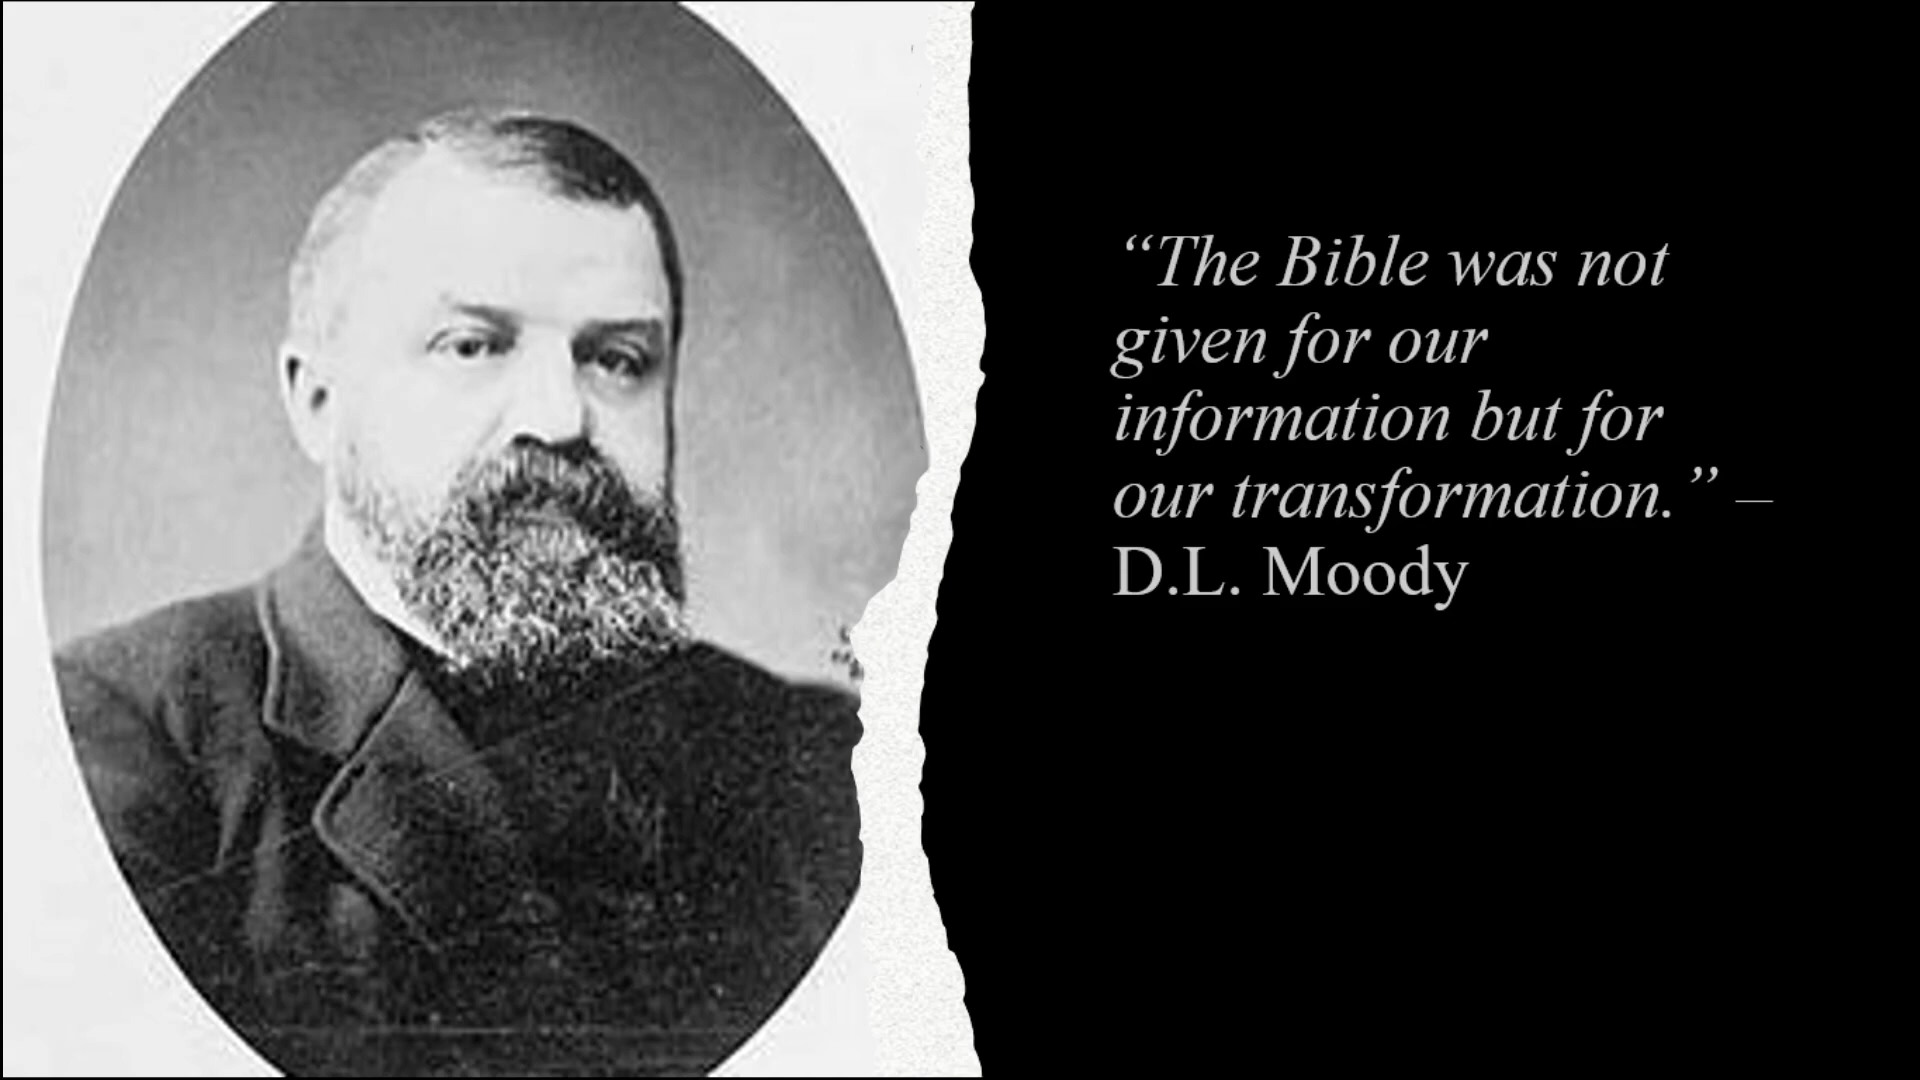 “The Bible was not
given for our
information but for
our transformation.” –
D.L. Moody